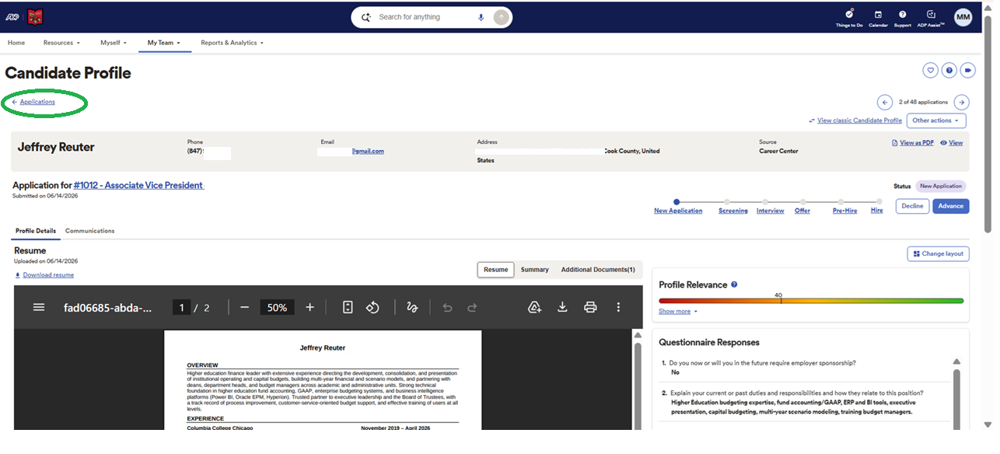 ADP
Search for anything
Things to Do Calendar Support ADP Assist™ MM
Home Resources Myself My Team Reports & Analytics
Candidate Profile
Applications
2 of 48 applications
View classic Candidate Profile Other actions
Jeffrey Reuter
Phone Email Address Source View as PDF View
(847) @gmail.com Cook County, United Career Center
States
Application for #1012 - Associate Vice President
Submitted on 06/14/2026
Status New Application
New Application Screening Interview Offer Pre-Hire Hire Decline Advance
Profile Details Communications
Resume
Uploaded on 06/14/2026
Download resume
Resume Summary Additional Documents(1)
Change layout
fad06685-abda-... 1 / 2 50%
Jeffrey Reuter
OVERVIEW
Higher education finance leader with extensive experience directing the development, consolidation, and presentation
of institutional operating and capital budgets, building multi-year financial and scenario models, and partnering with
deans, department heads, and budget managers across academic and administrative units. Strong technical
foundation in higher education fund accounting, GAAP, enterprise budgeting systems, and business intelligence
platforms (Power BI, Oracle EPM, Hyperion). Trusted partner to executive leadership and the Board of Trustees, with
a track record of process improvement, customer-service-oriented budget support, and effective training of users at all
levels.
EXPERIENCE
Columbia College Chicago November 2019 – April 2026
Profile Relevance
40
Show more
Questionnaire Responses
1. Do you now or will you in the future require employer sponsorship?
No
2. Explain your current or past duties and responsibilities and how they relate to this position?
Higher Education budgeting expertise, fund accounting/GAAP, ERP and BI tools, executive
presentation, capital budgeting, multi-year scenario modeling, training budget managers.